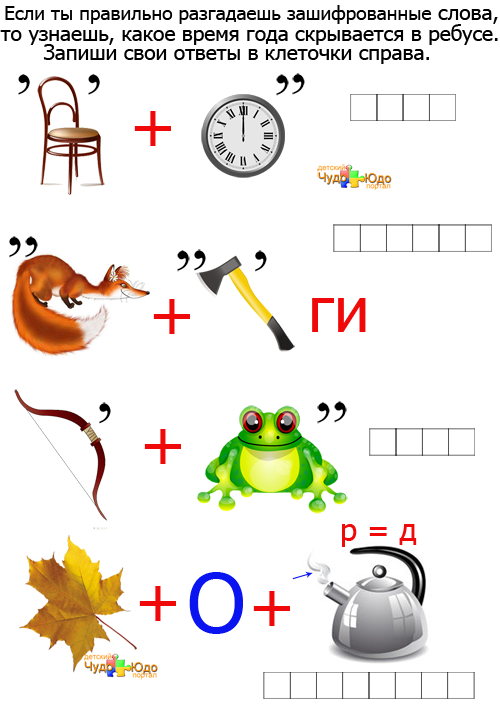 Если ты правильно разгадаешь зашифрованные слова,
то узнаешь, какое время года скрывается в ребусе.
Запиши свои ответы в клеточки справа.
’ ’ + ”
детский
Чудо Юдо
портал
” + ” ’ ги
’ + ”
р = д
+ О +
детский
Чудо Юдо
портал